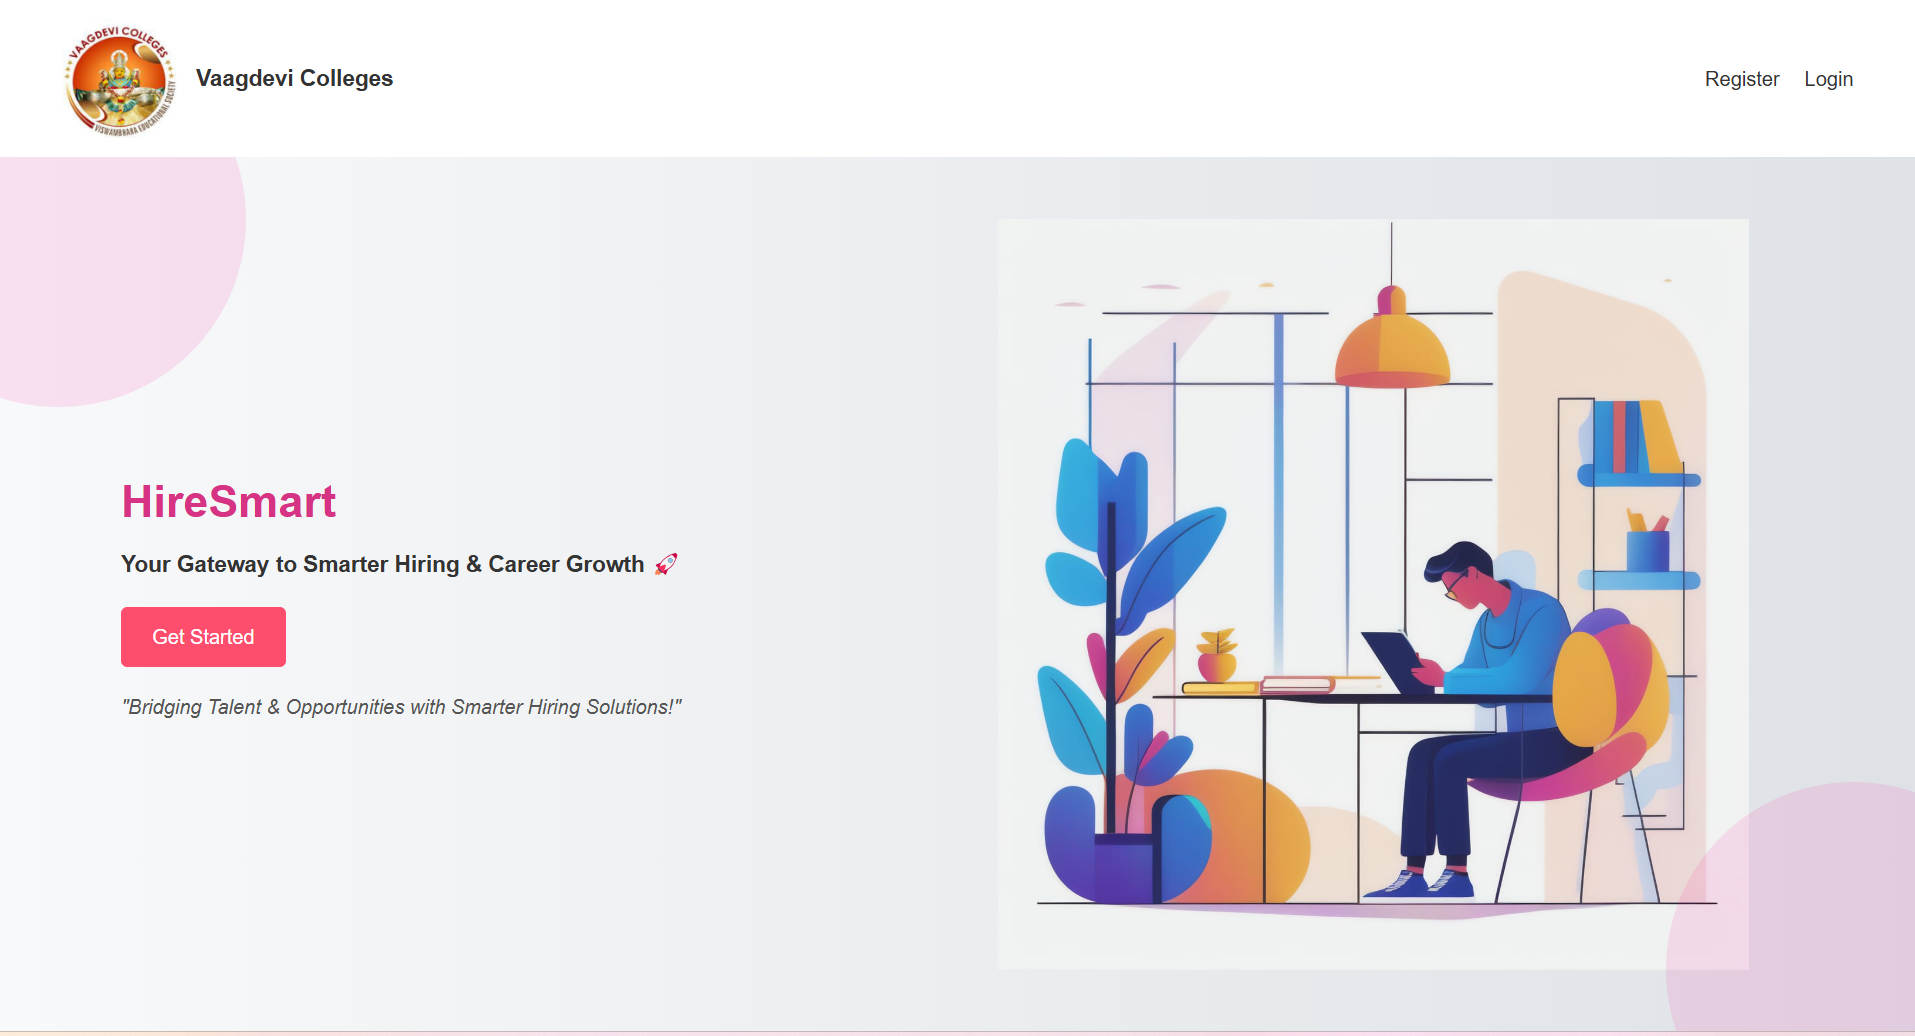 VAAGDEVI COLLEGES
VISWAMBHARA EDUCATIONAL SOCIETY
Vaagdevi Colleges
Register
Login
HireSmart
Your Gateway to Smarter Hiring & Career Growth 🚀
Get Started
"Bridging Talent & Opportunities with Smarter Hiring Solutions!"